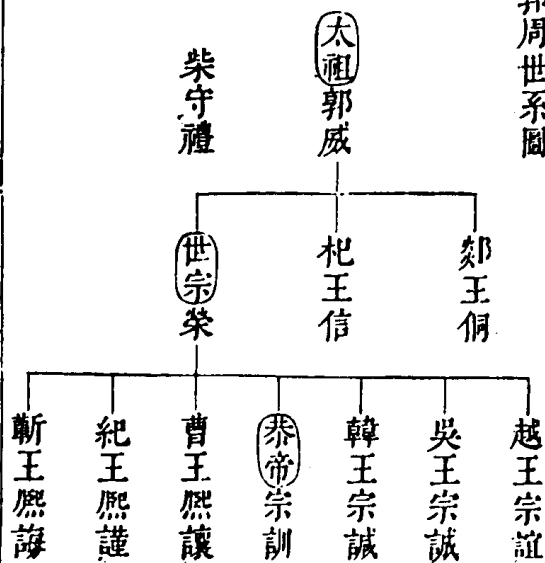 周世系圖
太祖郭威
柴守禮
郯王侗
杞王信
世宗榮
越王宗誼
吳王宗誠
韓王宗誠
恭帝宗訓
曹王熙讓
紀王熙謹
蘄王熙誨